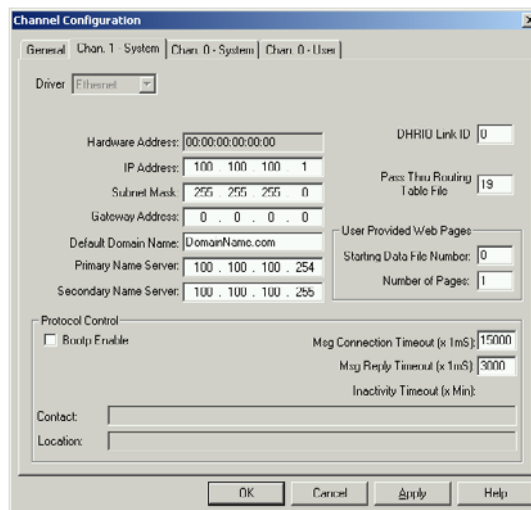 Channel Configuration
General
Chan. 1 - System
Chan. 0 - System
Chan. 0 - User
Driver Ethernet
Hardware Address: 00:00:00:00:00:00
DHRIO Link ID 0
IP Address: 100 . 100 . 100 . 1
Pass Thru Routing
Table File 19
Subnet Mask: 255 . 255 . 255 . 0
Gateway Address: 0 . 0 . 0 . 0
User Provided Web Pages
Default Domain Name: DomainName.com
Starting Data File Number: 0
Primary Name Server: 100 . 100 . 100 . 254
Number of Pages: 1
Secondary Name Server: 100 . 100 . 100 . 255
Protocol Control
Bootp Enable
Msg Connection Timeout (x 1mS): 15000
Msg Reply Timeout (x 1mS): 3000
Inactivity Timeout (x Min):
Contact:
Location:
OK
Cancel
Apply
Help